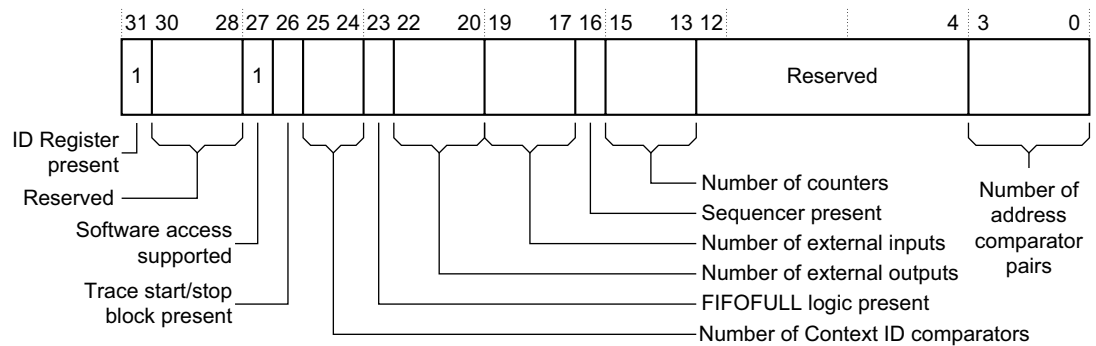 31 30 28 27 26 25 24 23 22 20 19 17 16 15 13 12 4 3 0
1 1 Reserved
ID Register
present
Reserved
Software access
supported
Trace start/stop
block present
Number of counters
Sequencer present
Number of external inputs
Number of external outputs
FIFOFULL logic present
Number of Context ID comparators
Number of
address
comparator
pairs